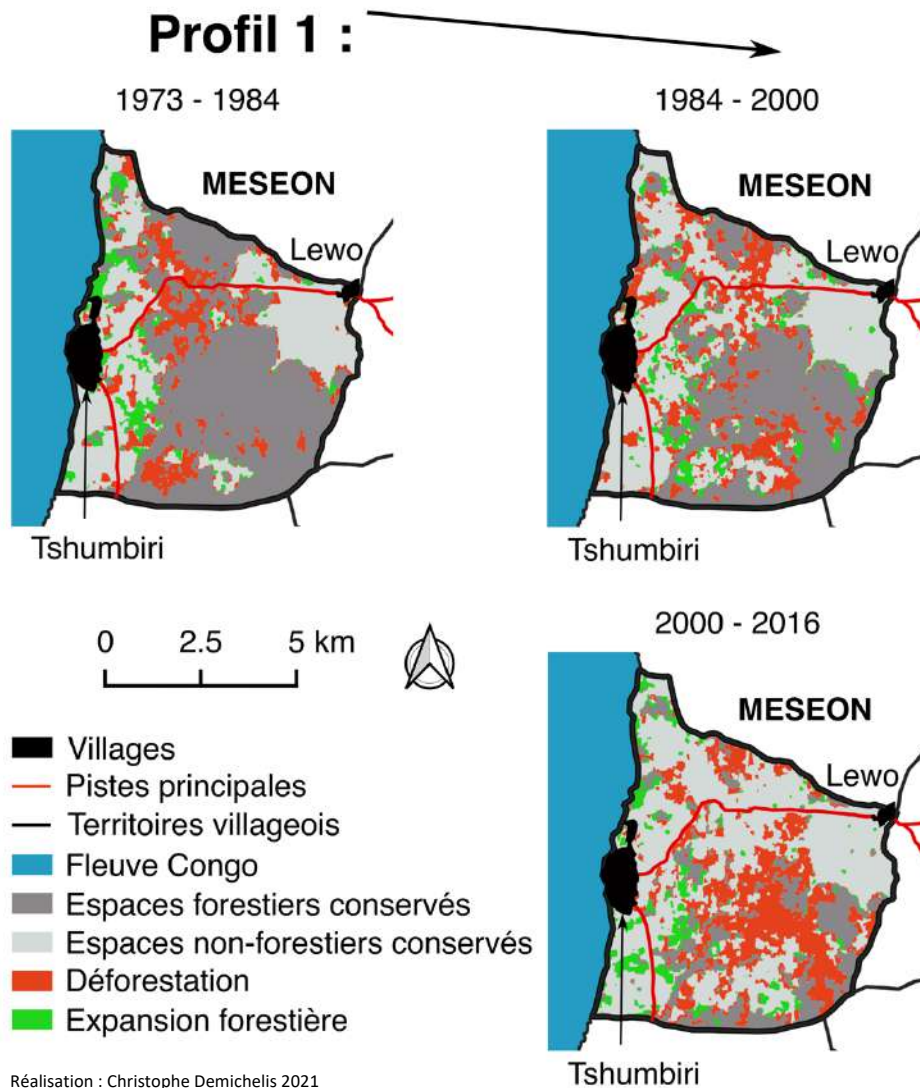 Profil 1 :
1973 - 1984
1984 - 2000
MESEON
Lewo
Tshumbiri
MESEON
Lewo
Tshumbiri
0 2.5 5 km
2000 - 2016
MESEON
Lewo
Tshumbiri
Villages
Pistes principales
Territoires villageois
Fleuve Congo
Espaces forestiers conservés
Espaces non-forestiers conservés
Déforestation
Expansion forestière
Réalisation : Christophe Demichelis 2021